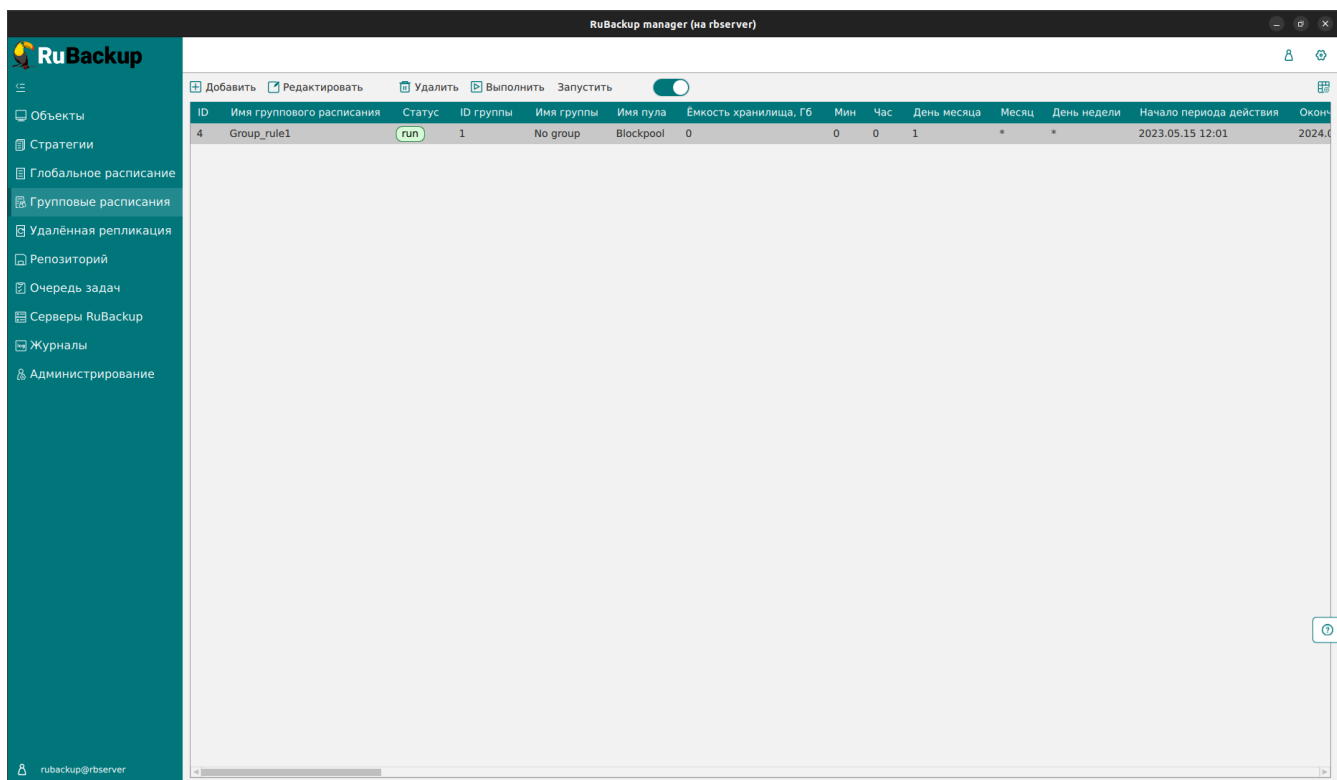 RuBackup manager (на rbserver)
RuBackup
Добавить Редактировать Удалить Выполнить Запустить
Объекты
Стратегии
Глобальное расписание
Групповые расписания
Удалённая репликация
Репозиторий
Очередь задач
Серверы RuBackup
Журналы
Администрирование
ID Имя группового расписания Статус ID группы Имя группы Имя пула Ёмкость хранилища, Гб Мин Час День месяца Месяц День недели Начало периода действия Оконч
4 Group_rule1 run 1 No group Blockpool 0 0 0 1 * * 2023.05.15 12:01 2024.0
rubackup@rbserver